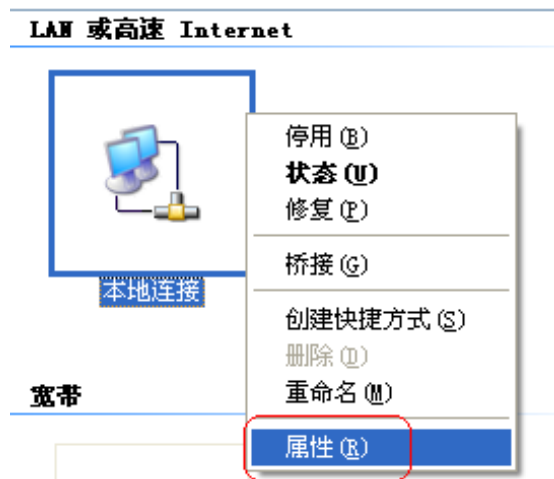 LAN 或高速 Internet
停用(B)
状态(U)
修复(P)
桥接(G)
本地连接
创建快捷方式(S)
删除(D)
重命名(M)
宽带
属性(R)